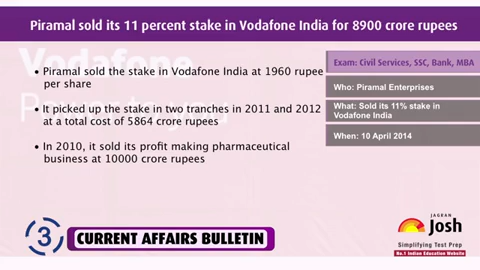 Piramal sold its 11 percent stake in Vodafone India for 8900 crore rupees
• Piramal sold the stake in Vodafone India at 1960 rupee
per share
• It picked up the stake in two tranches in 2011 and 2012
at a total cost of 5864 crore rupees
• In 2010, it sold its profit making pharmaceutical
business at 10000 crore rupees
Exam: Civil Services, SSC, Bank, MBA
Who: Piramal Enterprises
What: Sold its 11% stake in
Vodafone India
When: 10 April 2014
3
CURRENT AFFAIRS BULLETIN
JAGRAN
Josh
Simplifying Test Prep
No.1 Indian Education Website
Vodafone